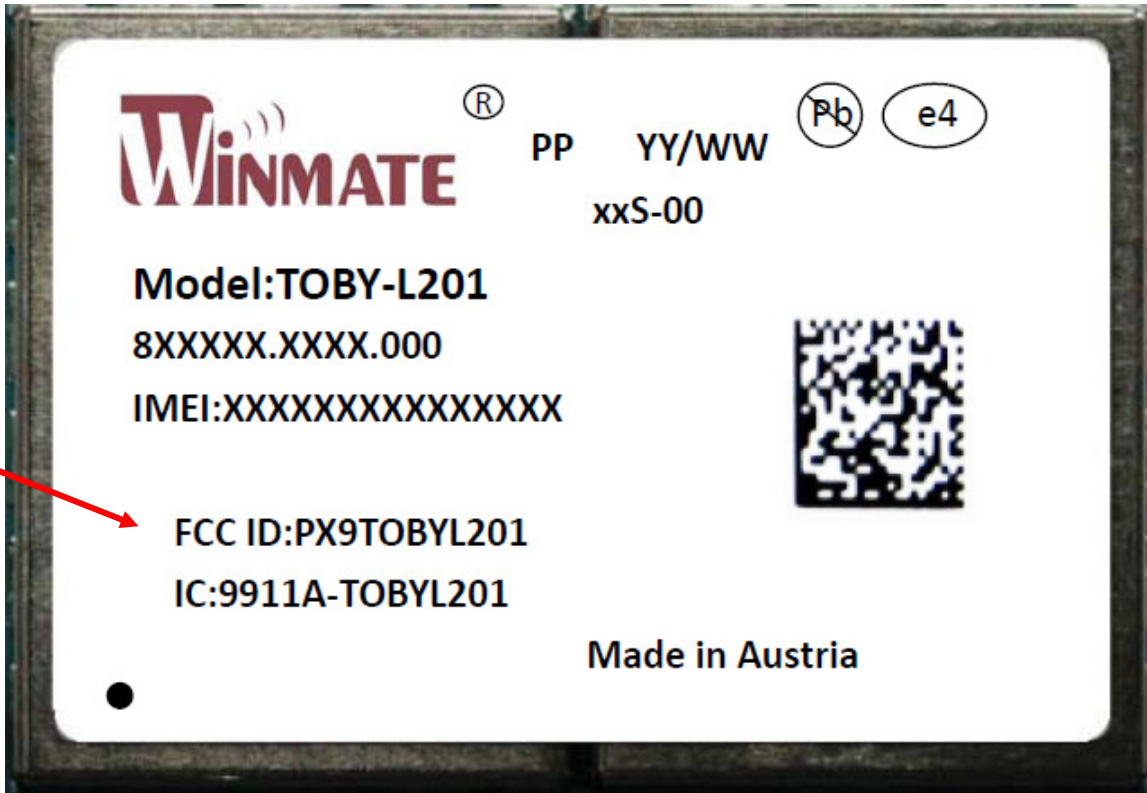 WINMATE ®
PP YY/WW
Pb e4
xxS-00
Model:TOBY-L201
8XXXXX.XXXX.000
IMEI:XXXXXXXXXXXXXXX
FCC ID:PX9TOBYL201
IC:9911A-TOBYL201
Made in Austria